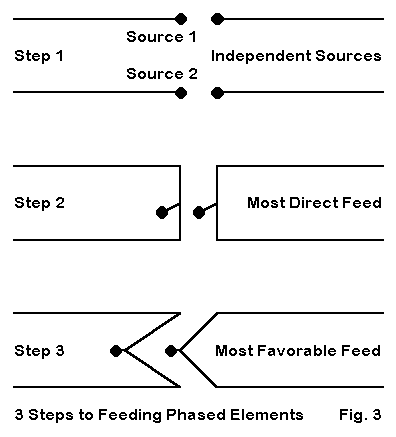 Source 1
Step 1 Independent Sources
Source 2
Step 2 Most Direct Feed
Step 3 Most Favorable Feed
3 Steps to Feeding Phased Elements Fig. 3